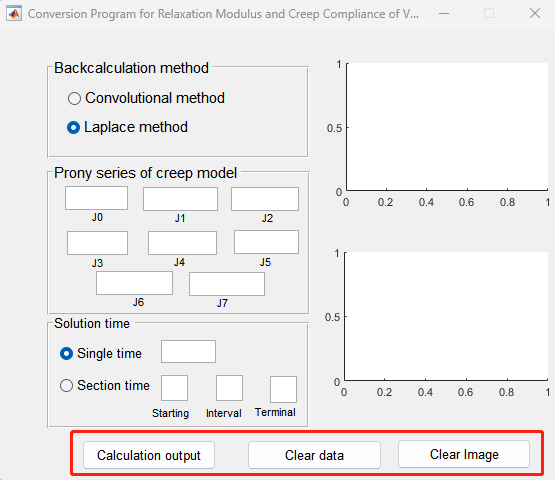 Conversion Program for Relaxation Modulus and Creep Compliance of V...
Backcalculation method
Convolutional method
Laplace method
Prony series of creep model
J0 J1 J2
J3 J4 J5
J6 J7
Solution time
Single time
Section time
Starting Interval Terminal
1
0.5
0
0 0.2 0.4 0.6 0.8 1
1
0.5
0
0 0.2 0.4 0.6 0.8 1
Calculation output Clear data Clear Image